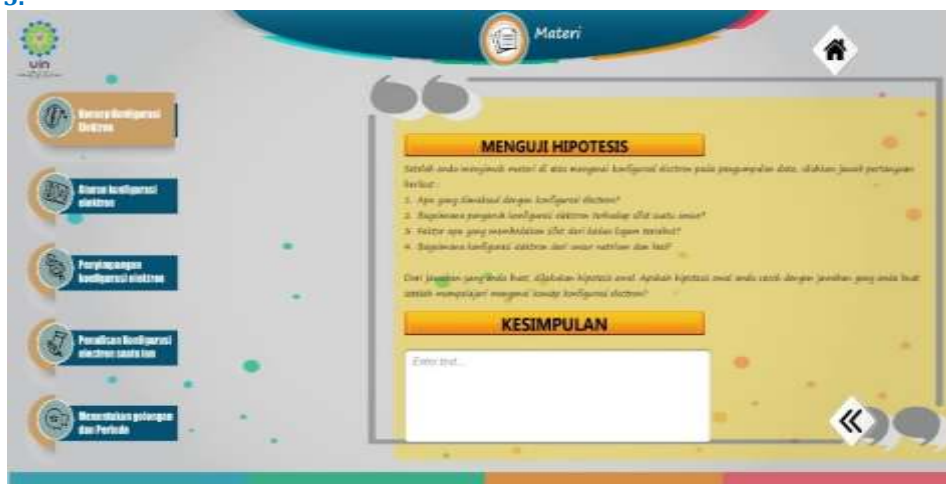 Materi
uin
Konsep Konfigurasi
Elektron
Aturan konfigurasi
elektron
Penyimpangan
konfigurasi elektron
Penulisan Konfigurasi
electron suatu ion
Menentukan golongan
dan Periode
MENGUJI HIPOTESIS
Setelah anda menyimak materi di atas mengenai konfigurasi electron pada pengumpulan data, silahkan jawab pertanyaan
berikut :
1. Apa yang dimaksud dengan konfigurasi electron?
2. Bagaimana pengaruh konfigurasi elektron terhadap sifat suatu unsur?
3. Faktor apa yang membedakan sifat dari kedua logam tersebut?
4. Bagaimana konfigurasi elektron dari unsur natrium dan besi?
Dari jawaban yang anda buat, silahkan hipotesis awal. Apakah hipotesis awal anda cocok dengan jawaban yang anda buat
setelah mempelajari mengenai konsep konfigurasi electron?
KESIMPULAN
Enter text...